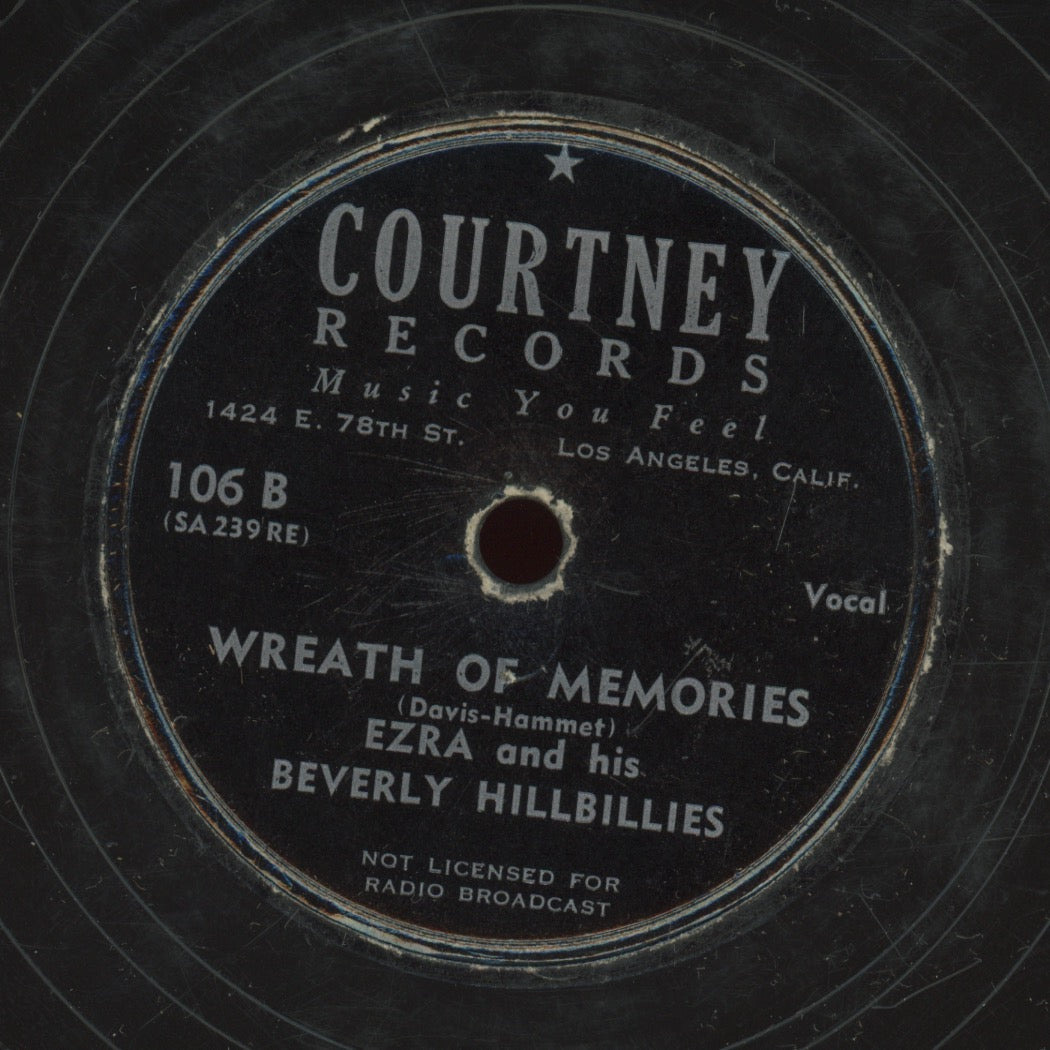 COURTNEY
RECORDS
Music You Feel
1424 E. 78TH ST. LOS ANGELES, CALIF.
106 B
(SA 239 RE)
Vocal
WREATH OF MEMORIES
(Davis-Hammet)
EZRA and his
BEVERLY HILLBILLIES
NOT LICENSED FOR
RADIO BROADCAST